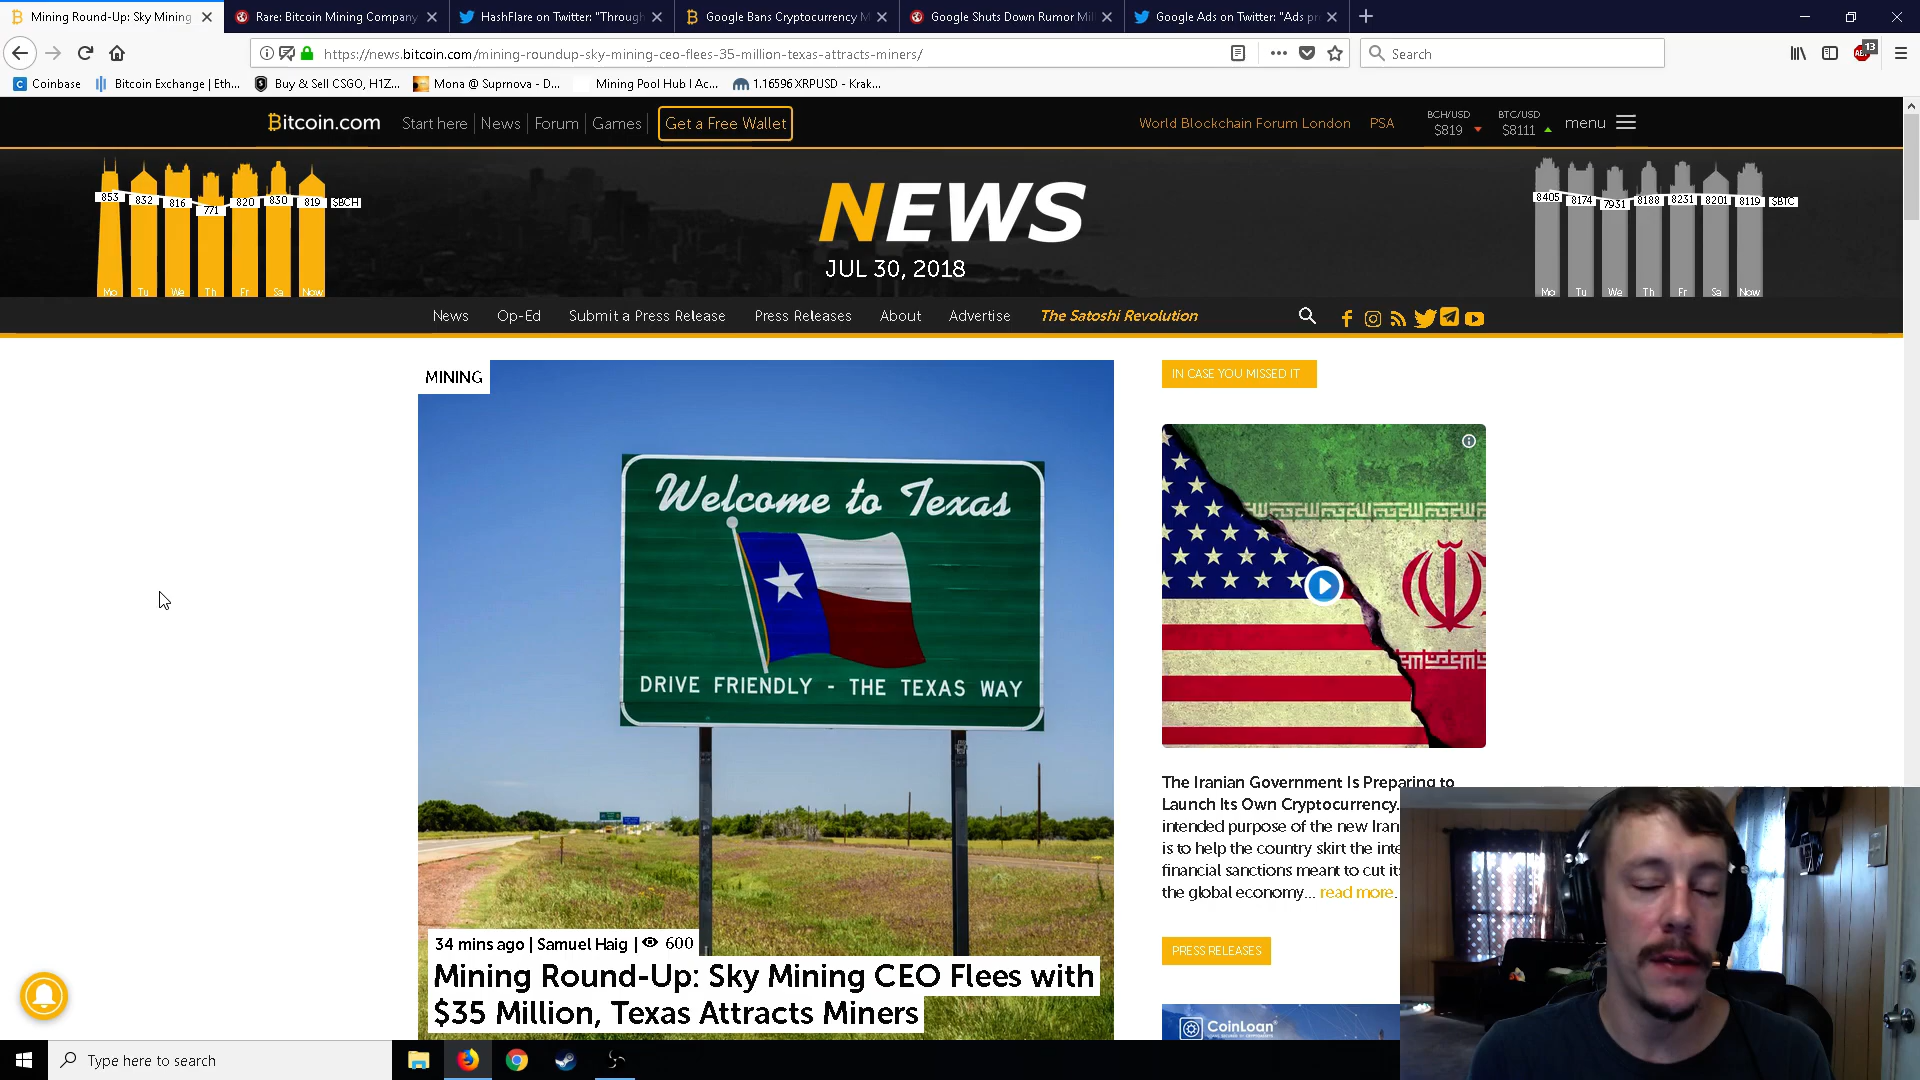 Mining Round-Up: Sky Mining
Rare: Bitcoin Mining Company
HashFlare on Twitter: "Through
Google Bans Cryptocurrency M
Google Shuts Down Rumor Mil
Google Ads on Twitter: "Ads pr
https://news.bitcoin.com/mining-roundup-sky-mining-ceo-flees-35-million-texas-attracts-miners/
Search
13
Coinbase
Bitcoin Exchange | Eth...
Buy & Sell CSGO, H1Z...
Mona @ Suprnova - D...
Mining Pool Hub | Ac...
1.16596 XRPUSD - Krak...
Bitcoin.com
Start here | News | Forum | Games |
Get a Free Wallet
World Blockchain Forum London
PSA
BCH/USD
$819
BTC/USD
$8111
menu
853 832 816 771 820 830 819 $BCH
Mo Tu We Th Fr Sa Now
NEWS
JUL 30, 2018
8405 8174 7931 8188 8231 8201 8119 $BTC
Mo Tu We Th Fr Sa Now
News
Op-Ed
Submit a Press Release
Press Releases
About
Advertise
The Satoshi Revolution
MINING
Welcome to Texas
DRIVE FRIENDLY - THE TEXAS WAY
34 mins ago | Samuel Haig | 600
Mining Round-Up: Sky Mining CEO Flees with
$35 Million, Texas Attracts Miners
IN CASE YOU MISSED IT
The Iranian Government Is Preparing to
Launch Its Own Cryptocurrency.
intended purpose of the new Iran
is to help the country skirt the inte
financial sanctions meant to cut it
the global economy... read more.
PRESS RELEASES
CoinLoan
Type here to search